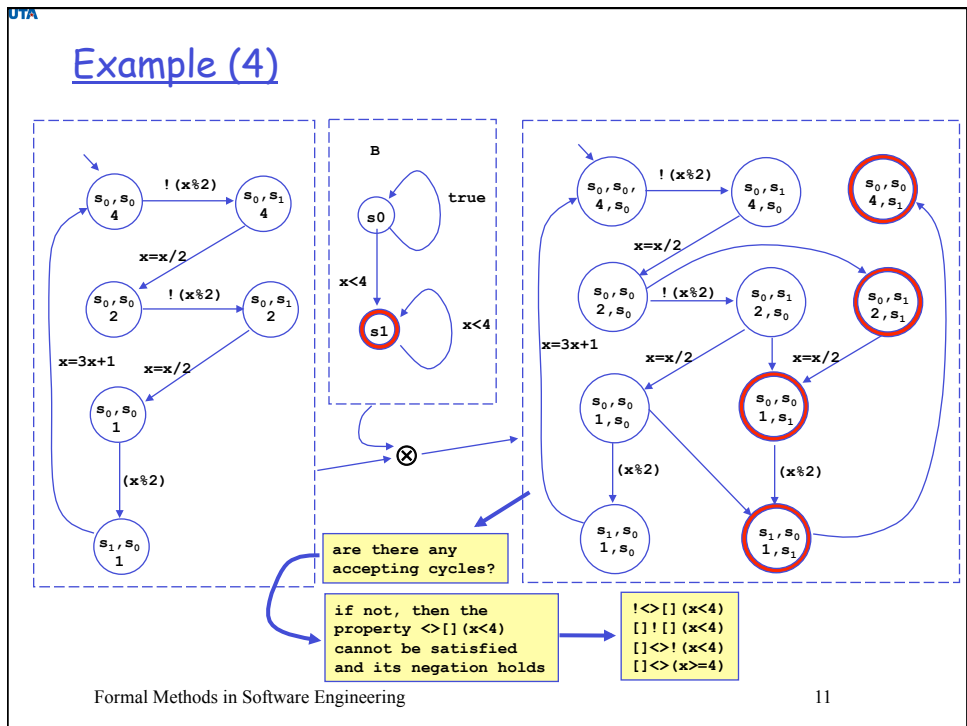 UTA
Example (4)
s₀,s₀
4
!(x%2)
s₀,s₁
4
x=x/2
s₀,s₀
2
!(x%2)
s₀,s₁
2
x=3x+1
x=x/2
s₀,s₀
1
(x%2)
s₁,s₀
1
B
s0
true
x<4
s1
x<4
⊗
s₀,s₀,
4,s₀
!(x%2)
s₀,s₁
4,s₀
s₀,s₀
4,s₁
x=x/2
s₀,s₀
2,s₀
!(x%2)
s₀,s₁
2,s₀
s₀,s₁
2,s₁
x=3x+1
x=x/2
x=x/2
s₀,s₀
1,s₀
s₀,s₀
1,s₁
(x%2)
(x%2)
s₁,s₀
1,s₀
s₁,s₀
1,s₁
are there any
accepting cycles?
if not, then the
property <>[](x<4)
cannot be satisfied
and its negation holds
!<>[](x<4)
[]![](x<4)
[]<>!(x<4)
[]<>(x>=4)
Formal Methods in Software Engineering
11